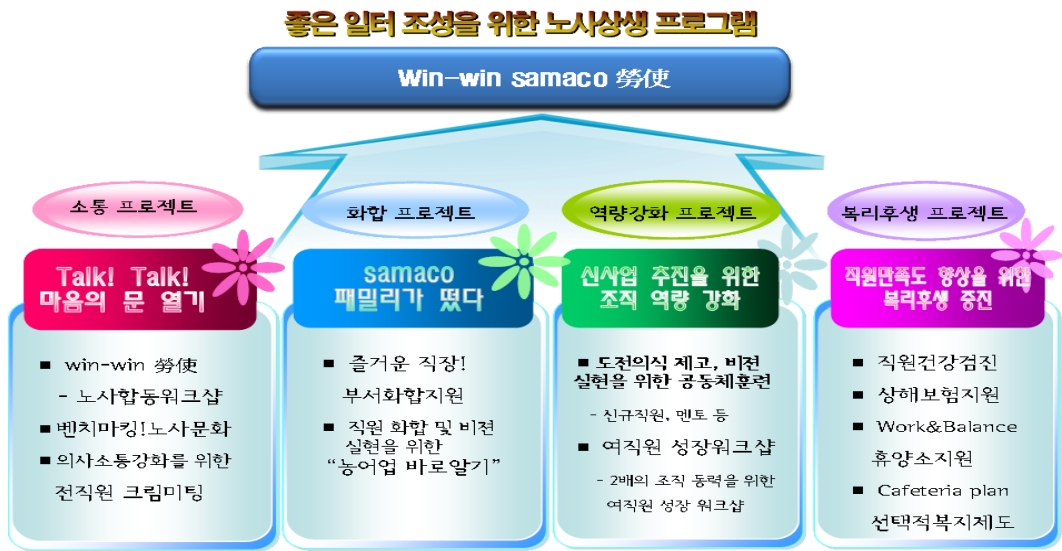 좋은 일터 조성을 위한 노사상생 프로그램
Win-win samaco 勞使
소통 프로젝트
Talk! Talk!
마음의 문 열기
■ win-win 勞使
- 노사합동워크샵
■ 벤치마킹!노사문화
■ 의사소통강화를 위한
전직원 크림미팅
화합 프로젝트
samaco
패밀리가 떴다
■ 즐거운 직장!
부서화합지원
■ 직원 화합 및 비젼
실현을 위한
“농어업 바로알기”
역량강화 프로젝트
신사업 추진을 위한
조직 역량 강화
■ 도전의식 제고, 비젼
실현을 위한 공동체훈련
- 신규직원, 멘토 등
■ 여직원 성장워크샵
- 2배의 조직 동력을 위한
여직원 성장 워크샵
복리후생 프로젝트
직원만족도 향상을 위한
복리후생 증진
■ 직원건강검진
■ 상해보험지원
■ Work&Balance
휴양소지원
■ Cafeteria plan
선택적복지제도